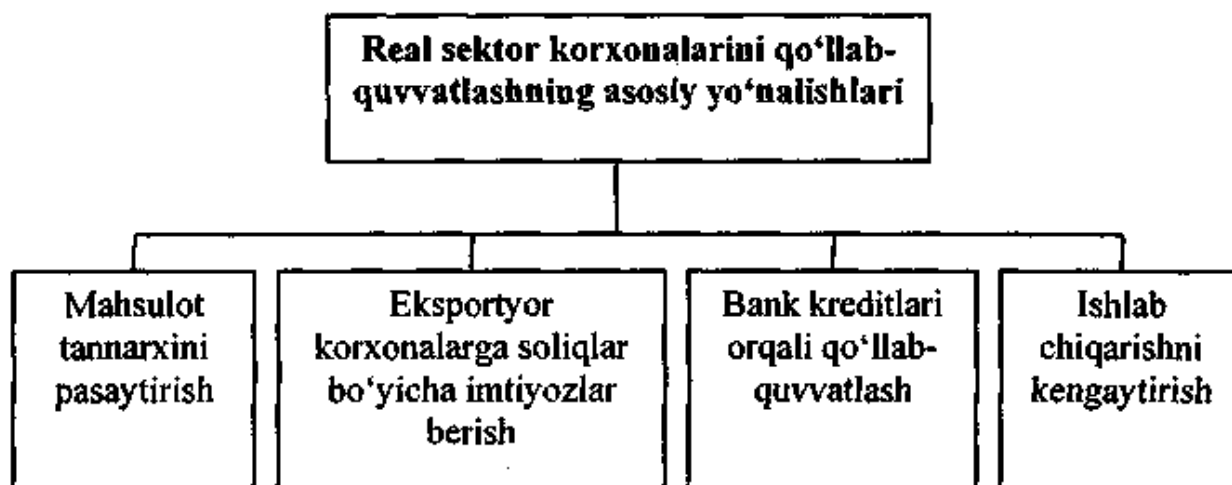 Real sektor korxonalarini qo‘llab-
quvvatlashning asosiy yo‘nalishlari
Mahsulot
tannarxini
pasaytirish
Eksportyor
korxonalarga soliqlar
bo‘yicha imtiyozlar
berish
Bank kreditlari
orqali qo‘llab-
quvvatlash
Ishlab
chiqarishni
kengaytirish